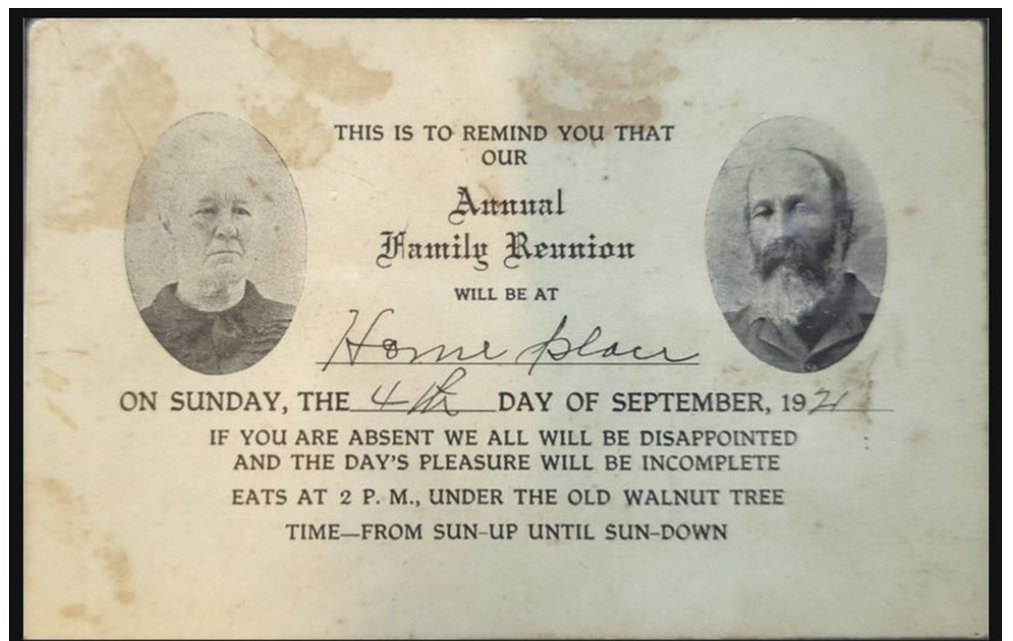 THIS IS TO REMIND YOU THAT
OUR
Annual
Family Reunion
WILL BE AT
Home place
ON SUNDAY, THE 4th DAY OF SEPTEMBER, 1921
IF YOU ARE ABSENT WE ALL WILL BE DISAPPOINTED
AND THE DAY'S PLEASURE WILL BE INCOMPLETE
EATS AT 2 P. M., UNDER THE OLD WALNUT TREE
TIME—FROM SUN-UP UNTIL SUN-DOWN